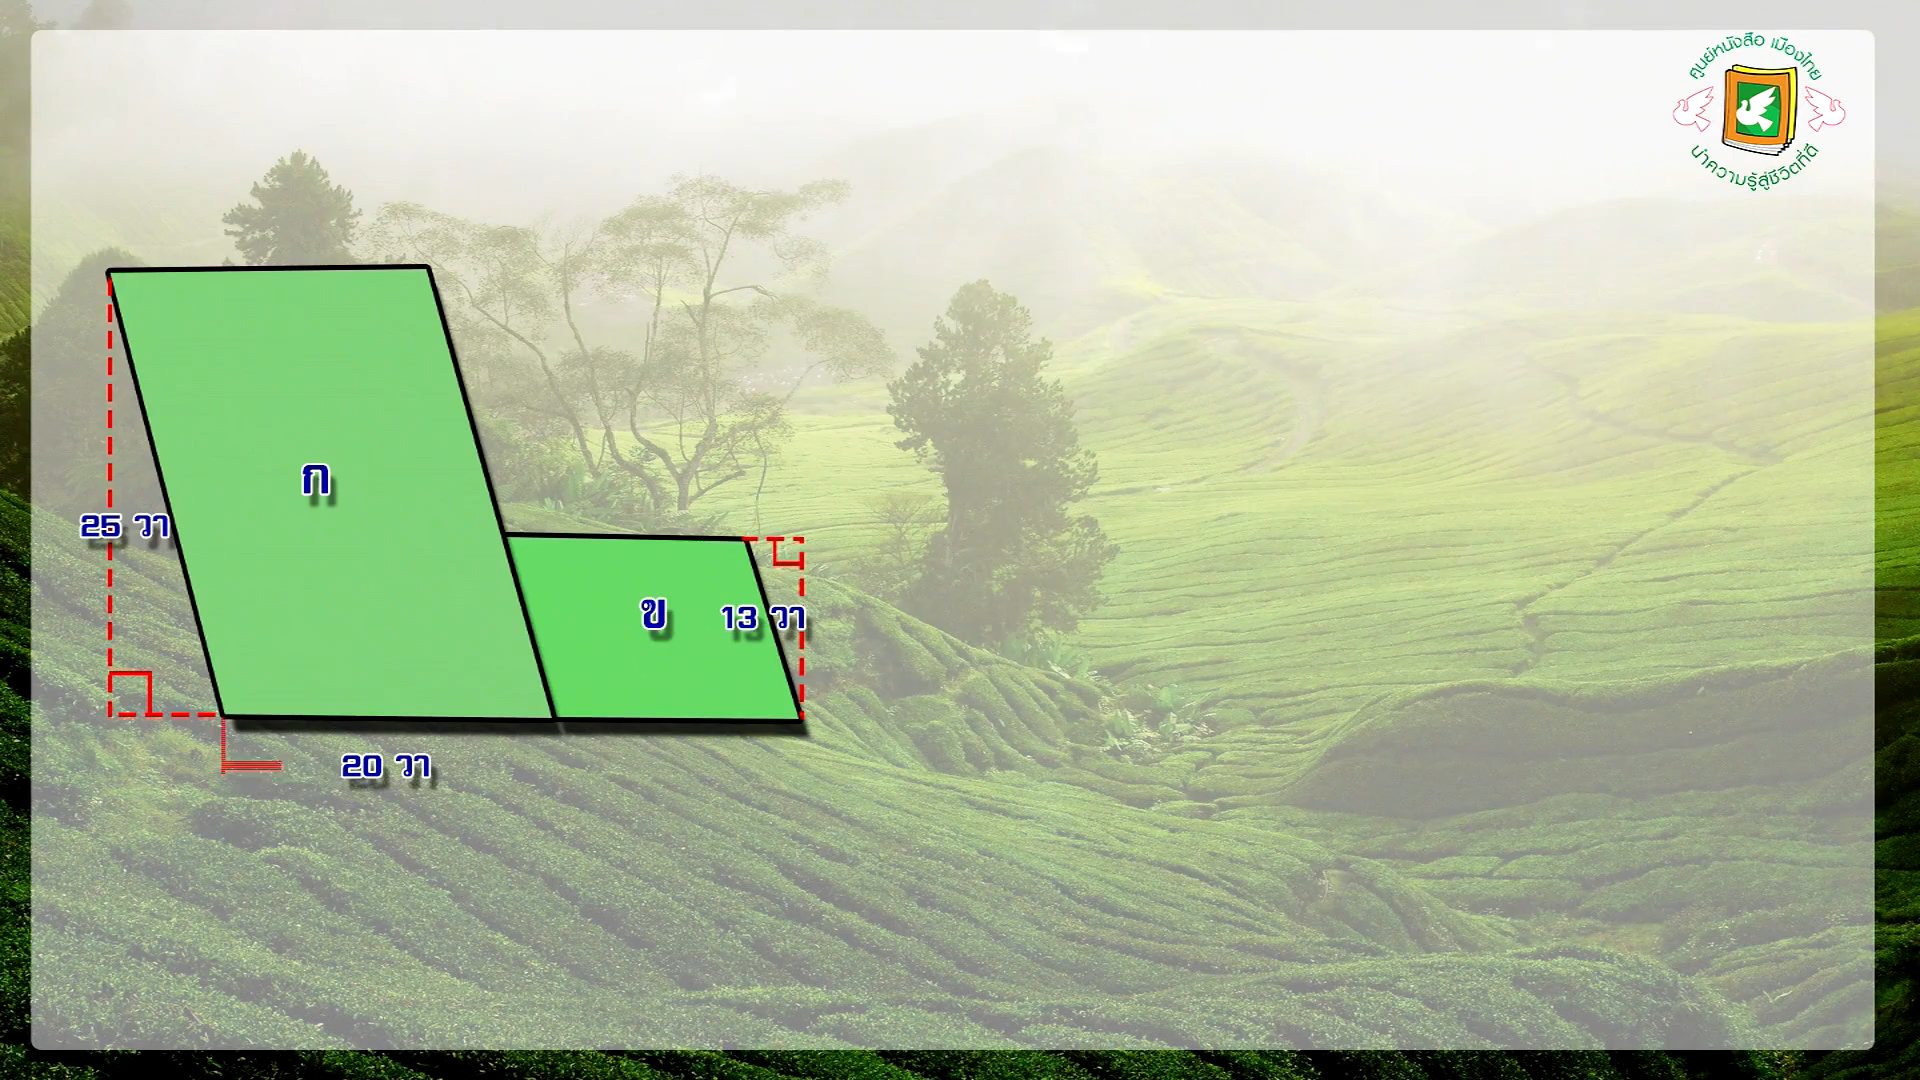 ศูนย์หนังสือ เมืองไทย
นำความรู้สู่ชีวิตที่ดี
ก
25 วา
ข
13 วา
20 วา